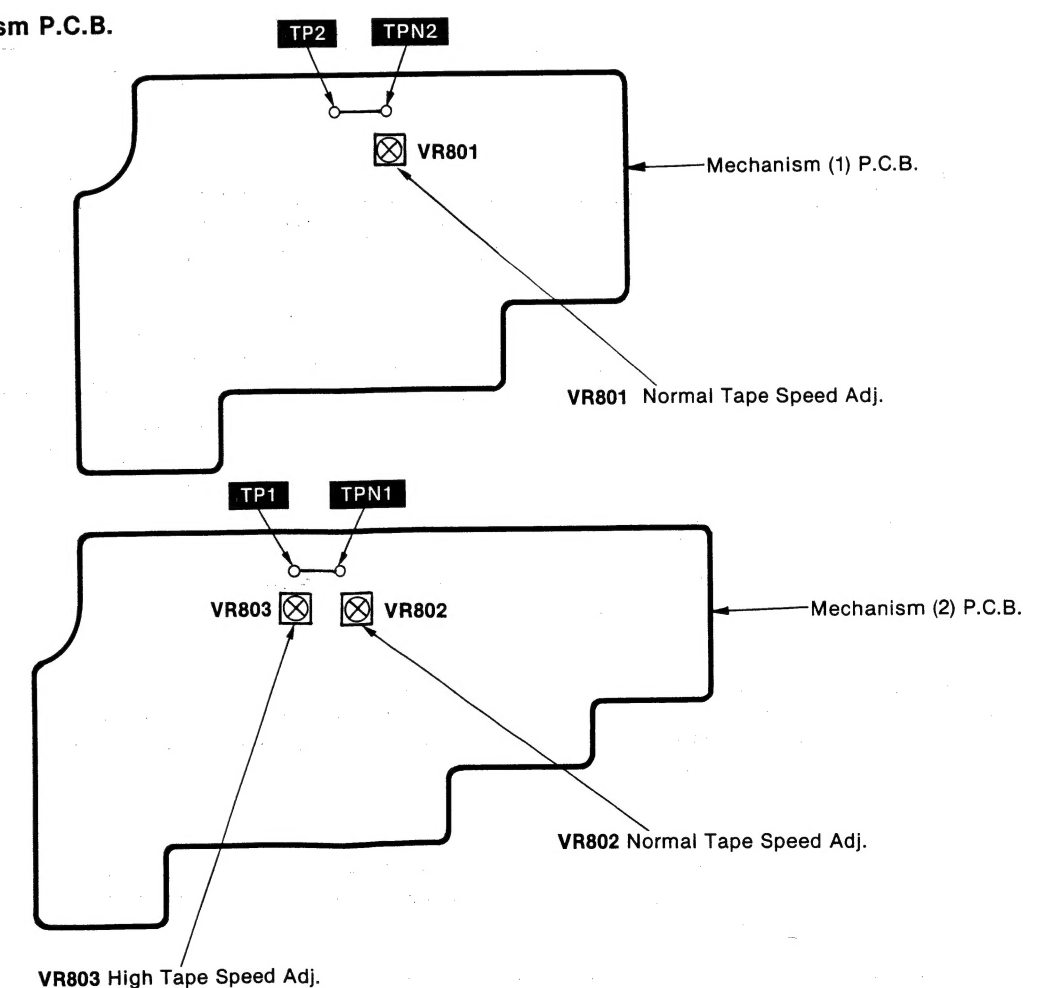 sm P.C.B.
TP2 TPN2
VR801
Mechanism (1) P.C.B.
VR801 Normal Tape Speed Adj.
TP1 TPN1
VR803 VR802
Mechanism (2) P.C.B.
VR802 Normal Tape Speed Adj.
VR803 High Tape Speed Adj.